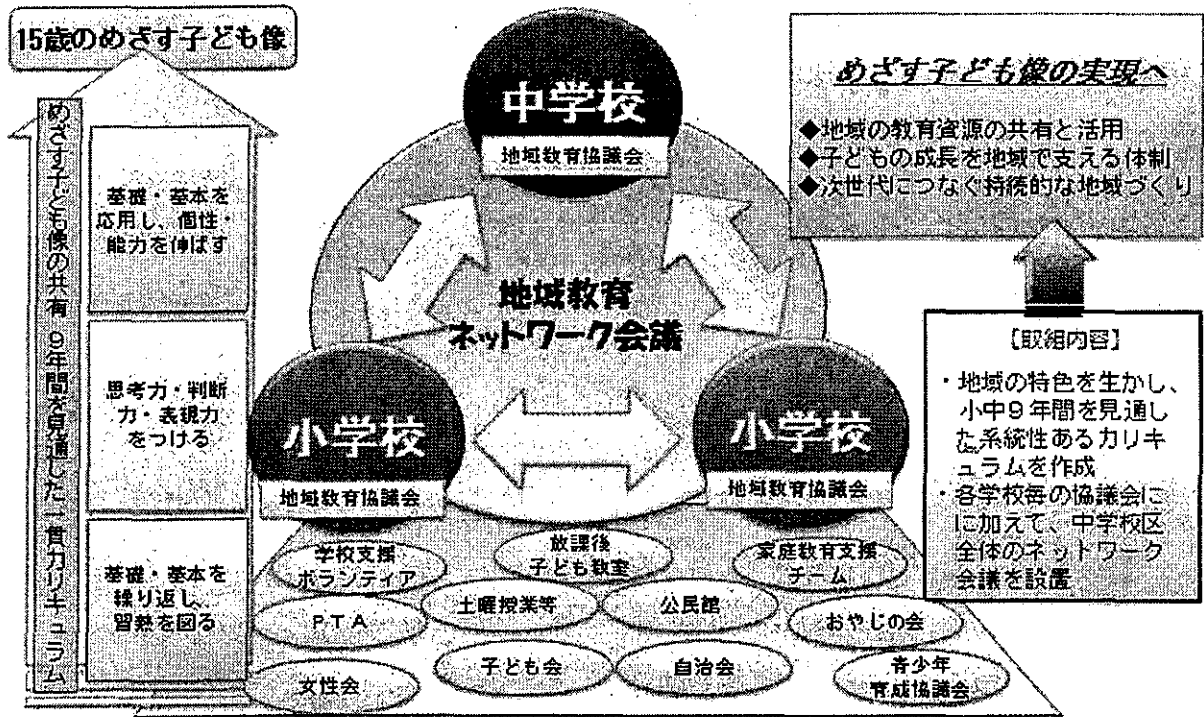 15歳のめざす子ども像
めざす子ども像の共有 9年間を見通した一貫カリキュラム
基礎・基本を
応用し、個性・
能力を伸ばす
思考力・判断
力・表現力
をつける
基礎・基本を
繰り返し、
習熟を図る
中学校
地域教育協議会
地域教育
ネットワーク会議
小学校
地域教育協議会
小学校
地域教育協議会
学校支援
ボランティア
放課後
子ども教室
家庭教育支援
チーム
PTA
土曜授業等
公民館
おやじの会
女性会
子ども会
自治会
青少年
育成協議会
めざす子ども像の実現へ
◆地域の教育資源の共有と活用
◆子どもの成長を地域で支える体制
◆次世代につなぐ持続的な地域づくり
【取組内容】
・地域の特色を生かし、
小中9年間を見通し
た系統性あるカリキ
ュラムを作成
・各学校毎の協議会に
に加えて、中学校区
全体のネットワーク
会議を設置